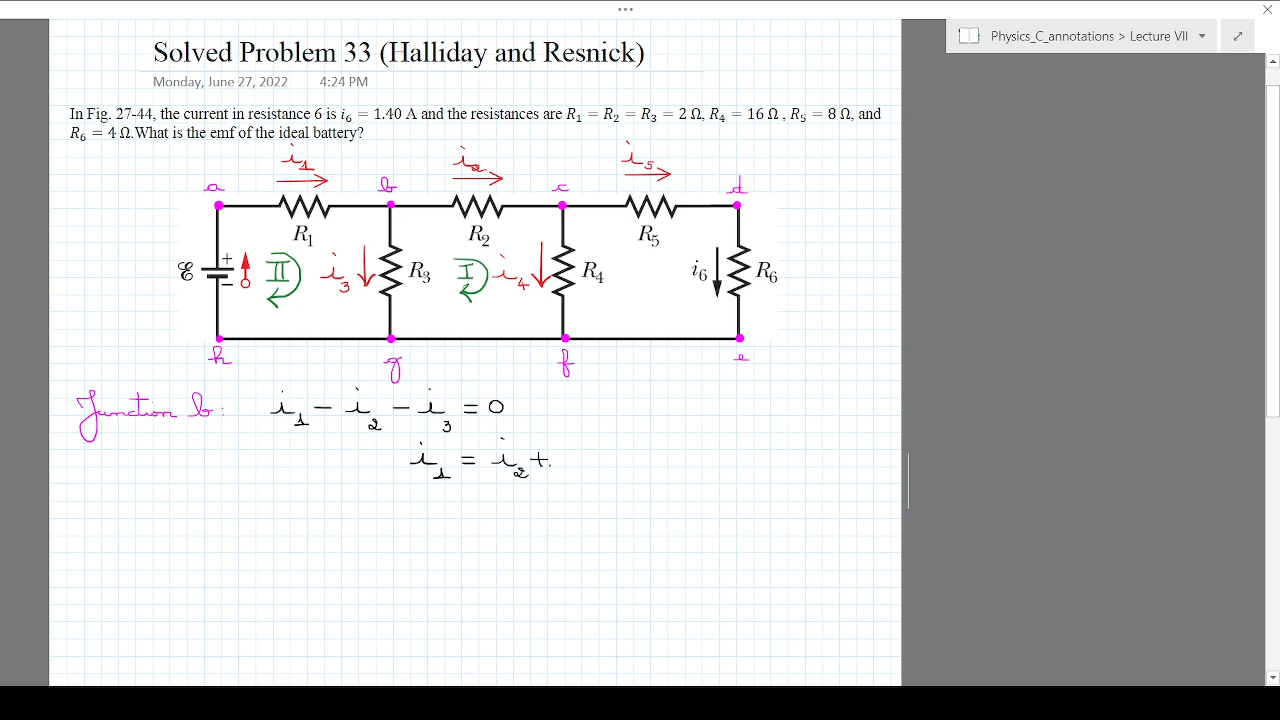 Physics_C_annotations > Lecture VII
Solved Problem 33 (Halliday and Resnick)
Monday, June 27, 2022 4:24 PM
In Fig. 27-44, the current in resistance 6 is i₆ = 1.40 A and the resistances are R₁ = R₂ = R₃ = 2 Ω, R₄ = 16 Ω , R₅ = 8 Ω, and
R₆ = 4 Ω.What is the emf of the ideal battery?
i₁ i₂ i₅
a b c d
R₁ R₂ R₅
ℰ + − II i₃ R₃ I i₄ R₄ i₆ R₆
h g f e
Junction b: i₁ − i₂ − i₃ = 0
i₁ = i₂ +